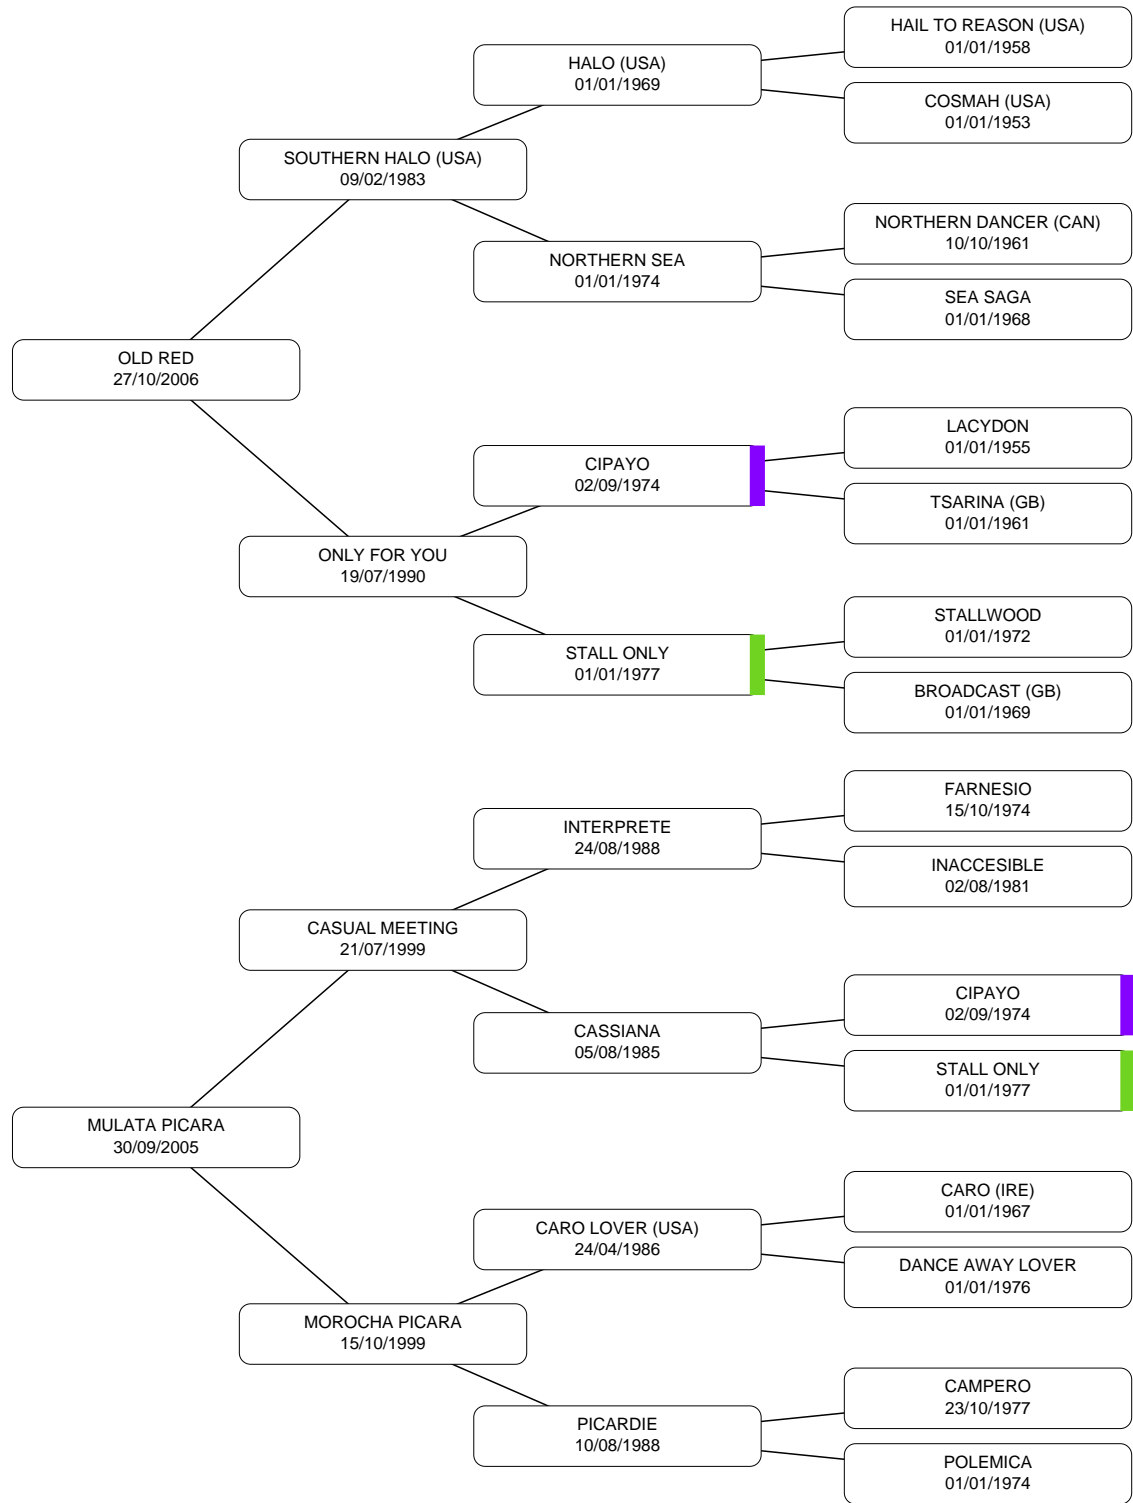 HAIL TO REASON (USA)
01/01/1958
HALO (USA)
01/01/1969
COSMAH (USA)
01/01/1953
SOUTHERN HALO (USA)
09/02/1983
NORTHERN DANCER (CAN)
10/10/1961
NORTHERN SEA
01/01/1974
SEA SAGA
01/01/1968
OLD RED
27/10/2006
LACYDON
01/01/1955
CIPAYO
02/09/1974
TSARINA (GB)
01/01/1961
ONLY FOR YOU
19/07/1990
STALLWOOD
01/01/1972
STALL ONLY
01/01/1977
BROADCAST (GB)
01/01/1969
FARNESIO
15/10/1974
INTERPRETE
24/08/1988
INACCESIBLE
02/08/1981
CASUAL MEETING
21/07/1999
CIPAYO
02/09/1974
CASSIANA
05/08/1985
STALL ONLY
01/01/1977
MULATA PICARA
30/09/2005
CARO (IRE)
01/01/1967
CARO LOVER (USA)
24/04/1986
DANCE AWAY LOVER
01/01/1976
MOROCHA PICARA
15/10/1999
CAMPERO
23/10/1977
PICARDIE
10/08/1988
POLEMICA
01/01/1974